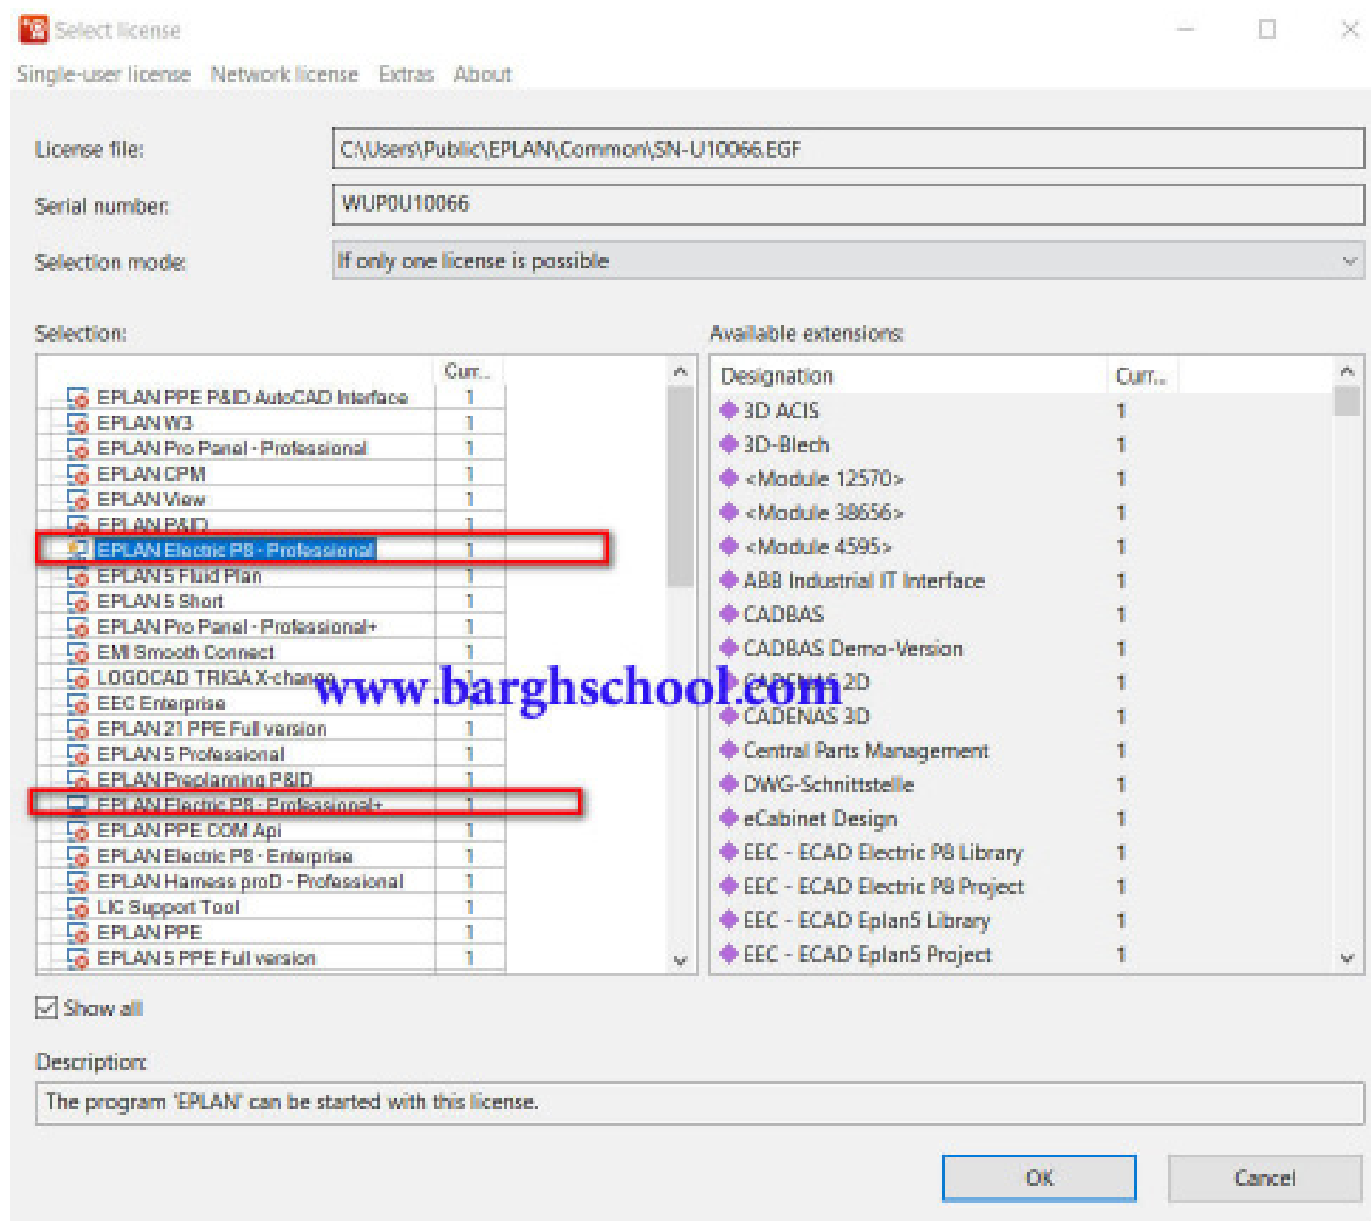 Select license
Single-user license Network license Extras About
License file: C:\Users\Public\EPLAN\Common\SN-U10066.EGF
Serial number: WUP0U10066
Selection mode: If only one license is possible
Selection:
Curr...
EPLAN PPE P&ID AutoCAD Interface 1
EPLAN W3 1
EPLAN Pro Panel - Professional 1
EPLAN CPM 1
EPLAN View 1
EPLAN P&ID 1
EPLAN Electric P8 - Professional 1
EPLAN 5 Fluid Plan 1
EPLAN 5 Short 1
EPLAN Pro Panel - Professional+ 1
EMI Smooth Connect 1
LOGOCAD TRIGA X-change
EEC Enterprise 1
EPLAN 21 PPE Full version 1
EPLAN 5 Professional 1
EPLAN Preplanning P&ID 1
EPLAN Electric P8 - Professional+ 1
EPLAN PPE COM Api 1
EPLAN Electric P8 - Enterprise 1
EPLAN Harness proD - Professional 1
LIC Support Tool 1
EPLAN PPE 1
EPLAN 5 PPE Full version 1
Available extensions:
Designation Curr...
3D ACIS 1
3D-Blech 1
<Module 12570> 1
<Module 38656> 1
<Module 4595> 1
ABB Industrial IT Interface 1
CADBAS 1
CADBAS Demo-Version 1
CADENAS 2D 1
CADENAS 3D 1
Central Parts Management 1
DWG-Schnittstelle 1
eCabinet Design 1
EEC - ECAD Electric P8 Library 1
EEC - ECAD Electric P8 Project 1
EEC - ECAD Eplan5 Library 1
EEC - ECAD Eplan5 Project 1
www.barghschool.com
Show all
Description:
The program 'EPLAN' can be started with this license.
OK Cancel